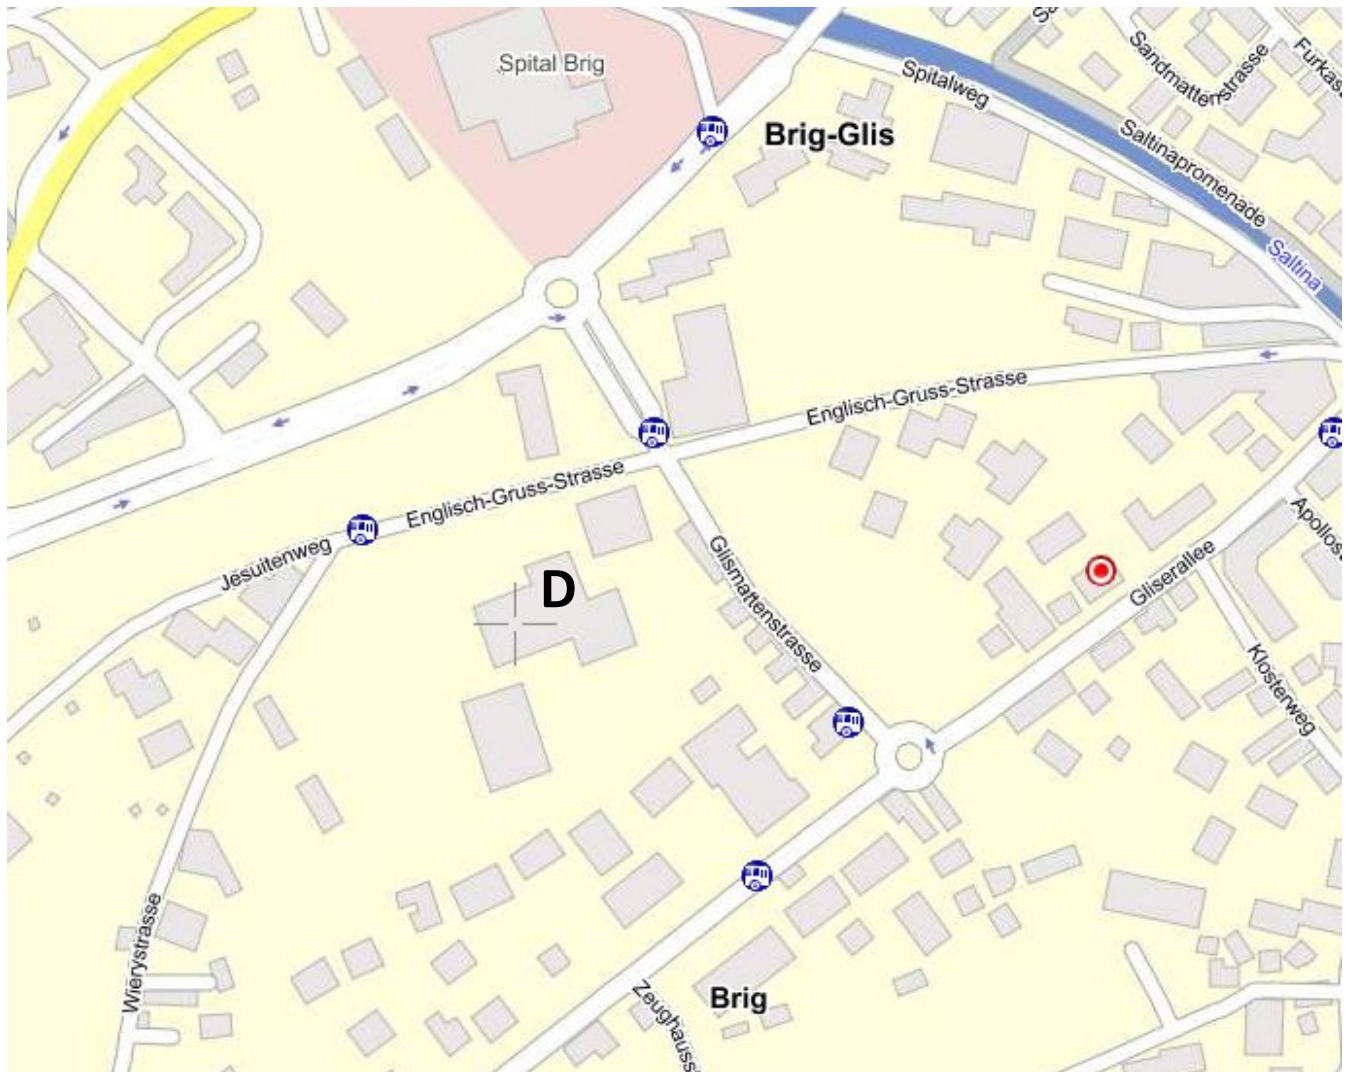 Spital Brig
Brig-Glis
Spitalweg
Sandmattenstrasse
Saltinapromenade
Saltina
Englisch-Gruss-Strasse
Englisch-Gruss-Strasse
Jesuitenweg
D
Glismattenstrasse
Gliserallee
Klosterweg
Wierystrasse
Brig